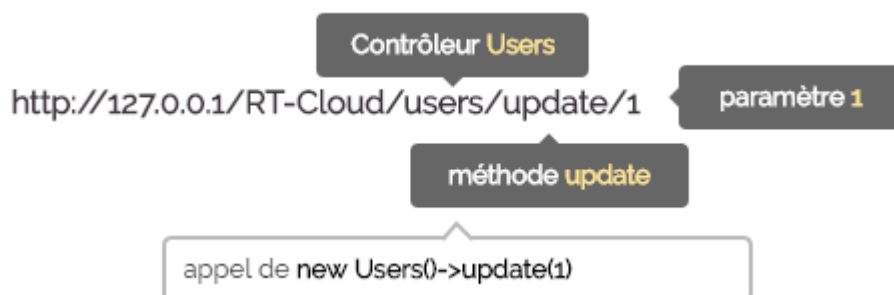 Contrôleur Users
http://127.0.0.1/RT-Cloud/users/update/1
paramètre 1
méthode update
appel de new Users()->update(1)